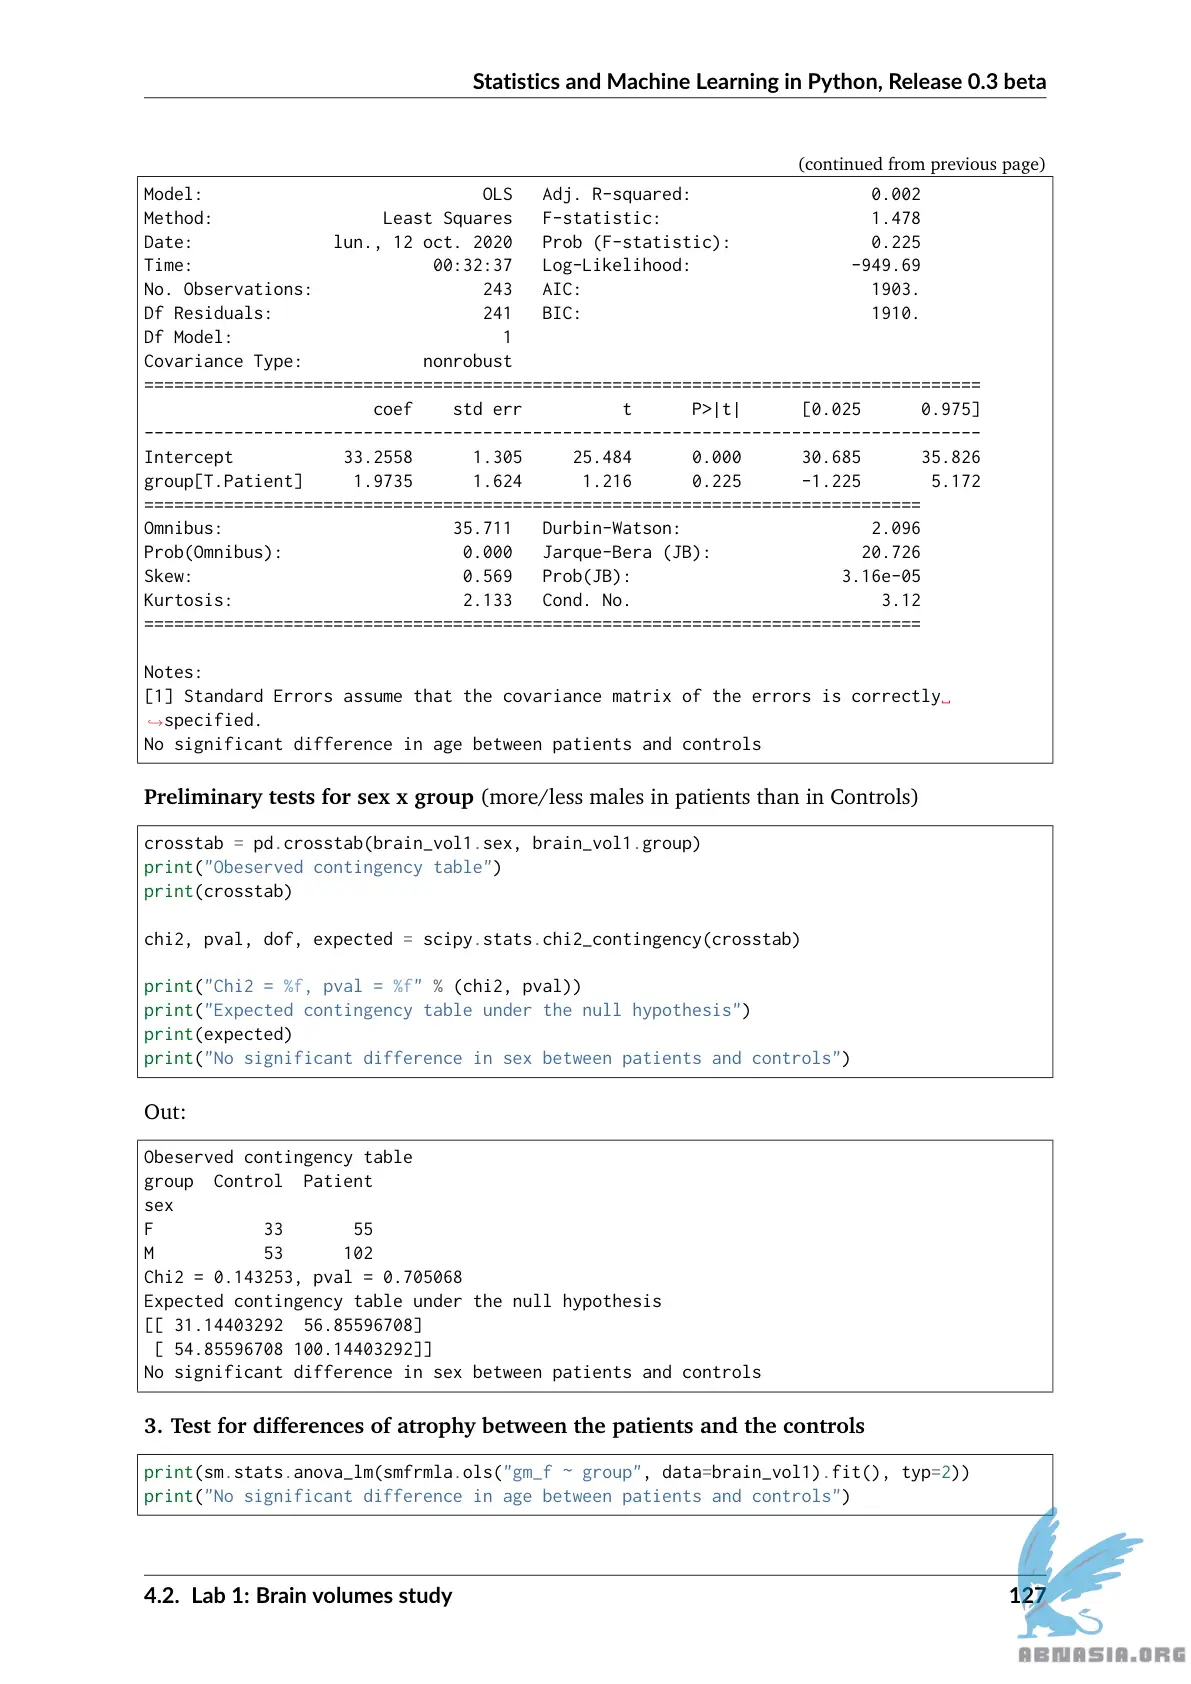 Statistics and Machine Learning in Python, Release 0.3 beta
(continued from previous page)
Model:                            OLS   Adj. R-squared:                  0.002
Method:                 Least Squares   F-statistic:                     1.478
Date:              lun., 12 oct. 2020   Prob (F-statistic):              0.225
Time:                        00:32:37   Log-Likelihood:                -949.69
No. Observations:                 243   AIC:                             1903.
Df Residuals:                     241   BIC:                             1910.
Df Model:                           1
Covariance Type:            nonrobust
====================================================================================
                       coef    std err          t      P>|t|      [0.025      0.975]
------------------------------------------------------------------------------------
Intercept           33.2558      1.305     25.484      0.000      30.685      35.826
group[T.Patient]     1.9735      1.624      1.216      0.225      -1.225       5.172
==============================================================================
Omnibus:                       35.711   Durbin-Watson:                   2.096
Prob(Omnibus):                  0.000   Jarque-Bera (JB):               20.726
Skew:                           0.569   Prob(JB):                     3.16e-05
Kurtosis:                       2.133   Cond. No.                         3.12
==============================================================================
Notes:
[1] Standard Errors assume that the covariance matrix of the errors is correctly␣
↪specified.
No significant difference in age between patients and controls
Preliminary tests for sex x group (more/less males in patients than in Controls)
crosstab = pd.crosstab(brain_vol1.sex, brain_vol1.group)
print("Obeserved contingency table")
print(crosstab)
chi2, pval, dof, expected = scipy.stats.chi2_contingency(crosstab)
print("Chi2 = %f, pval = %f" % (chi2, pval))
print("Expected contingency table under the null hypothesis")
print(expected)
print("No significant difference in sex between patients and controls")
Out:
Obeserved contingency table
group  Control  Patient
sex
F           33       55
M           53      102
Chi2 = 0.143253, pval = 0.705068
Expected contingency table under the null hypothesis
[[ 31.14403292  56.85596708]
 [ 54.85596708 100.14403292]]
No significant difference in sex between patients and controls
3. Test for differences of atrophy between the patients and the controls
print(sm.stats.anova_lm(smfrmla.ols("gm_f ~ group", data=brain_vol1).fit(), typ=2))
print("No significant difference in age between patients and controls")
4.2. Lab 1: Brain volumes study 127
ABNASIA.ORG